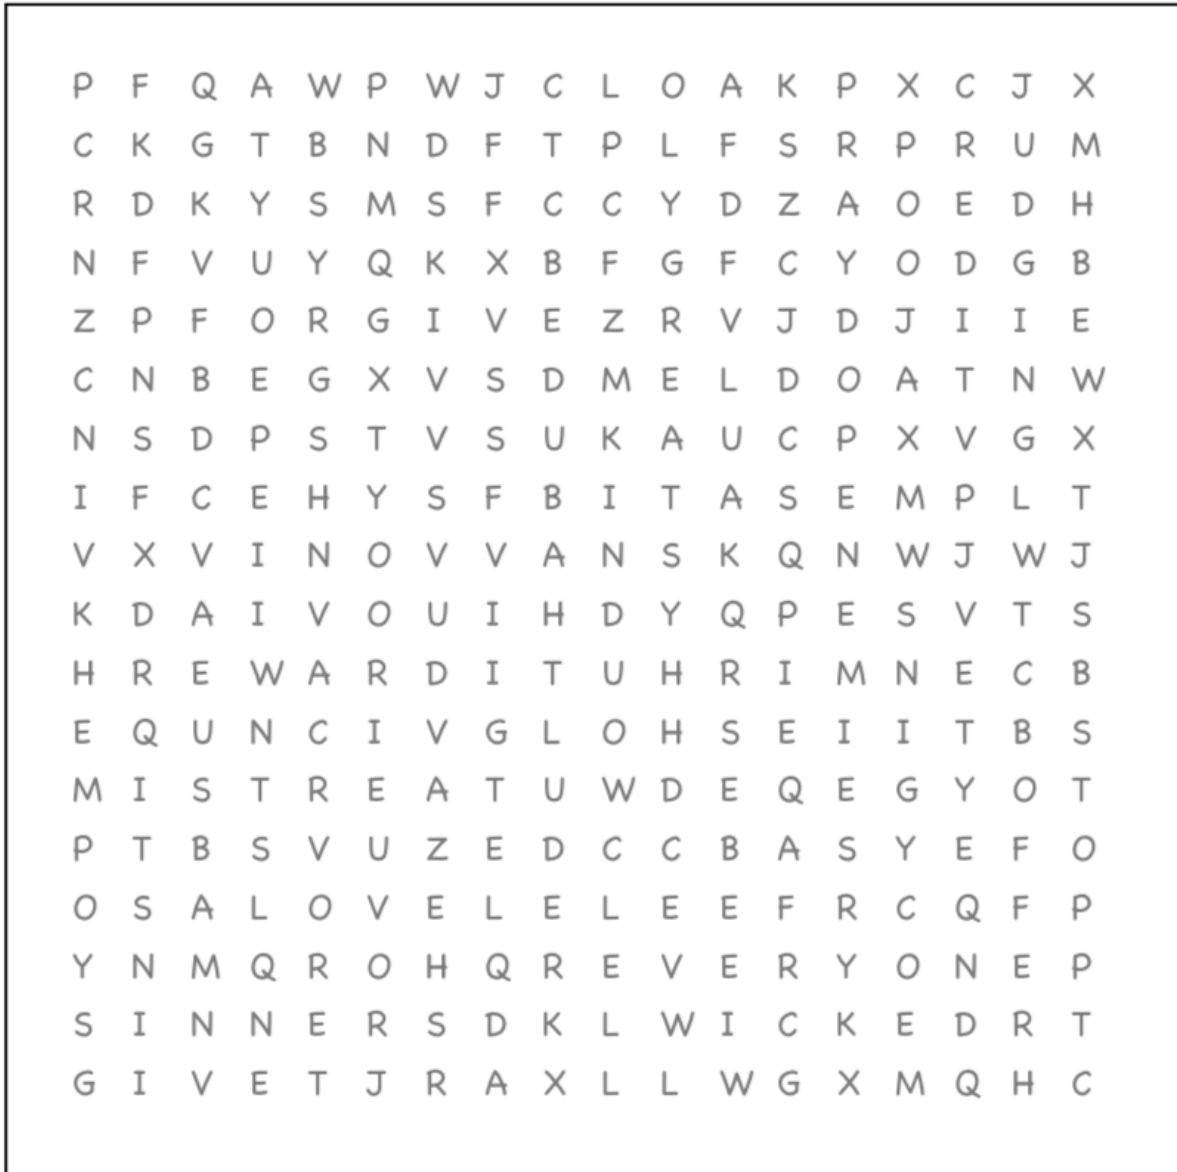 P F Q A W P W J C L O A K P X C J X
C K G T B N D F T P L F S R P R U M
R D K Y S M S F C C Y D Z A O E D H
N F V U Y Q K X B F G F C Y O D G B
Z P F O R G I V E Z R V J D J I I E
C N B E G X V S D M E L D O A T N W
N S D P S T V S U K A U C P X V G X
I F C E H Y S F B I T A S E M P L T
V X V I N O V V A N S K Q N W J W J
K D A I V O U I H D Y Q P E S V T S
H R E W A R D I T U H R I M N E C B
E Q U N C I V G L O H S E I I T B S
M I S T R E A T U W D E Q E G Y O T
P T B S V U Z E D C C B A S Y E F O
O S A L O V E L E L E E F R C Q F P
Y N M Q R O H Q R E V E R Y O N E P
S I N N E R S D K L W I C K E D R T
G I V E T J R A X L L W G X M Q H C